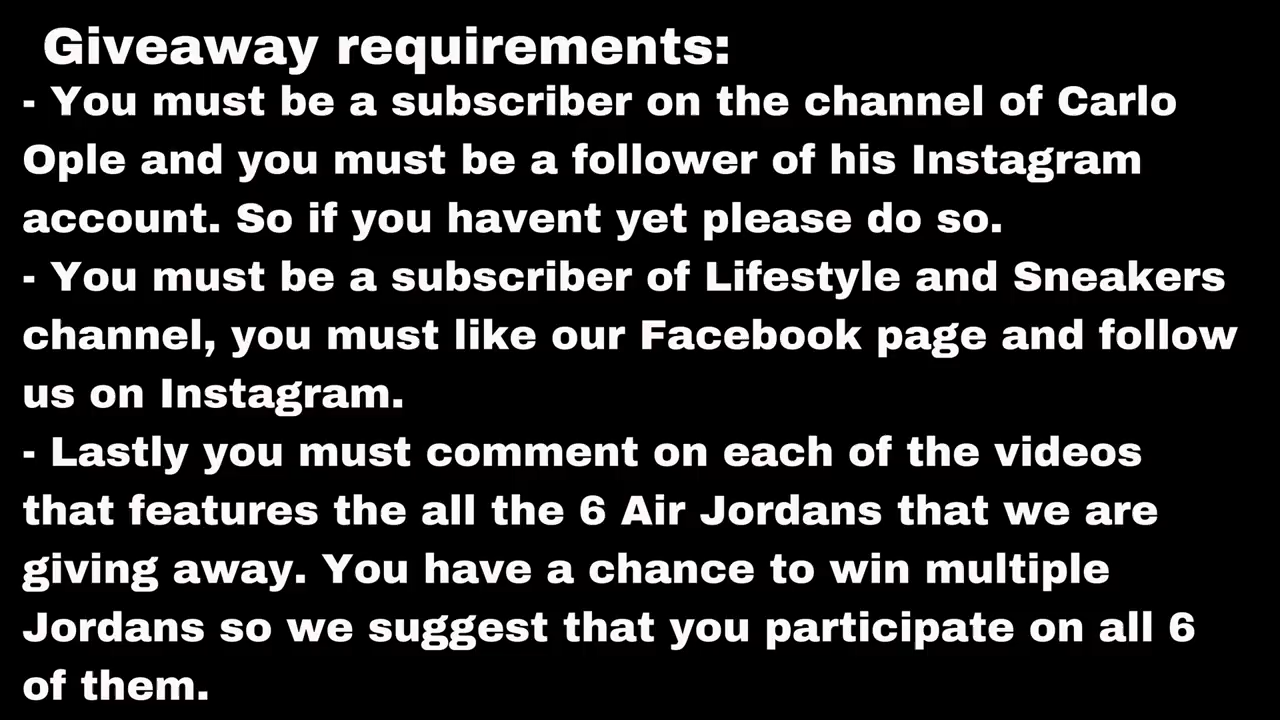 Giveaway requirements:
- You must be a subscriber on the channel of Carlo
Ople and you must be a follower of his Instagram
account. So if you havent yet please do so.
- You must be a subscriber of Lifestyle and Sneakers
channel, you must like our Facebook page and follow
us on Instagram.
- Lastly you must comment on each of the videos
that features the all the 6 Air Jordans that we are
giving away. You have a chance to win multiple
Jordans so we suggest that you participate on all 6
of them.